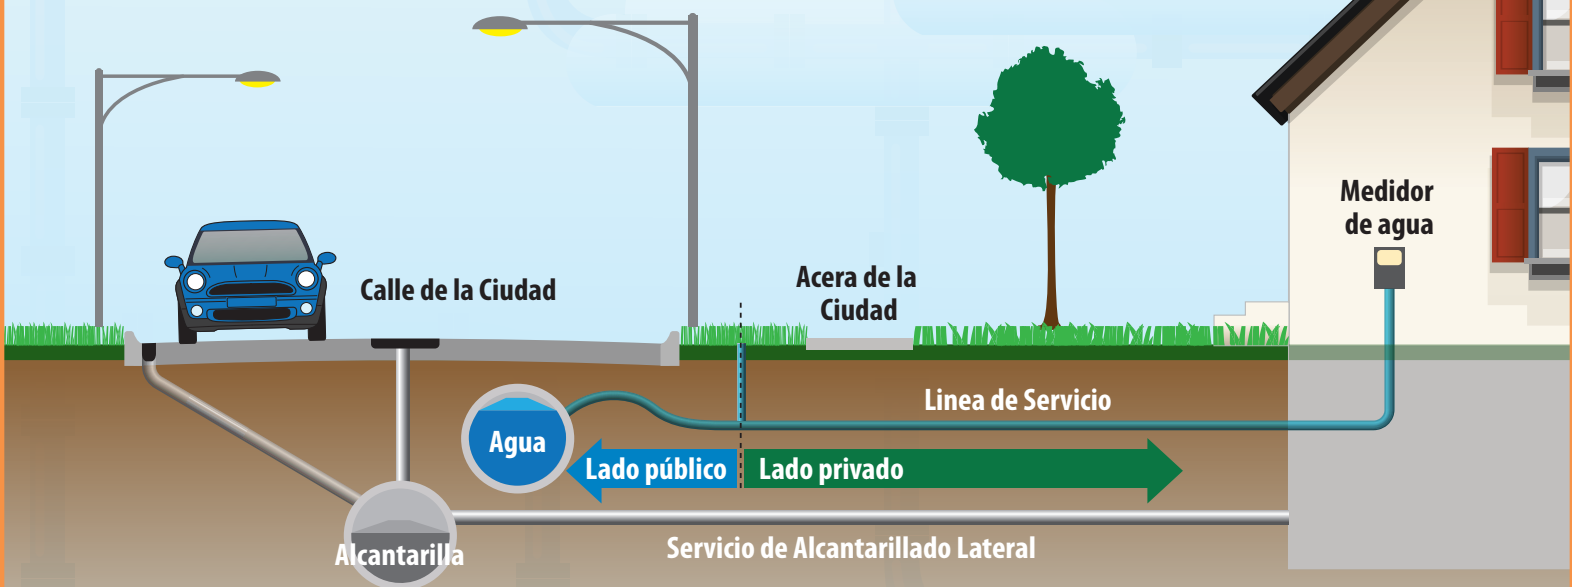 Medidor
de agua
Calle de la Ciudad
Acera de la
Ciudad
Linea de Servicio
Agua
Lado público
Lado privado
Alcantarilla
Servicio de Alcantarillado Lateral